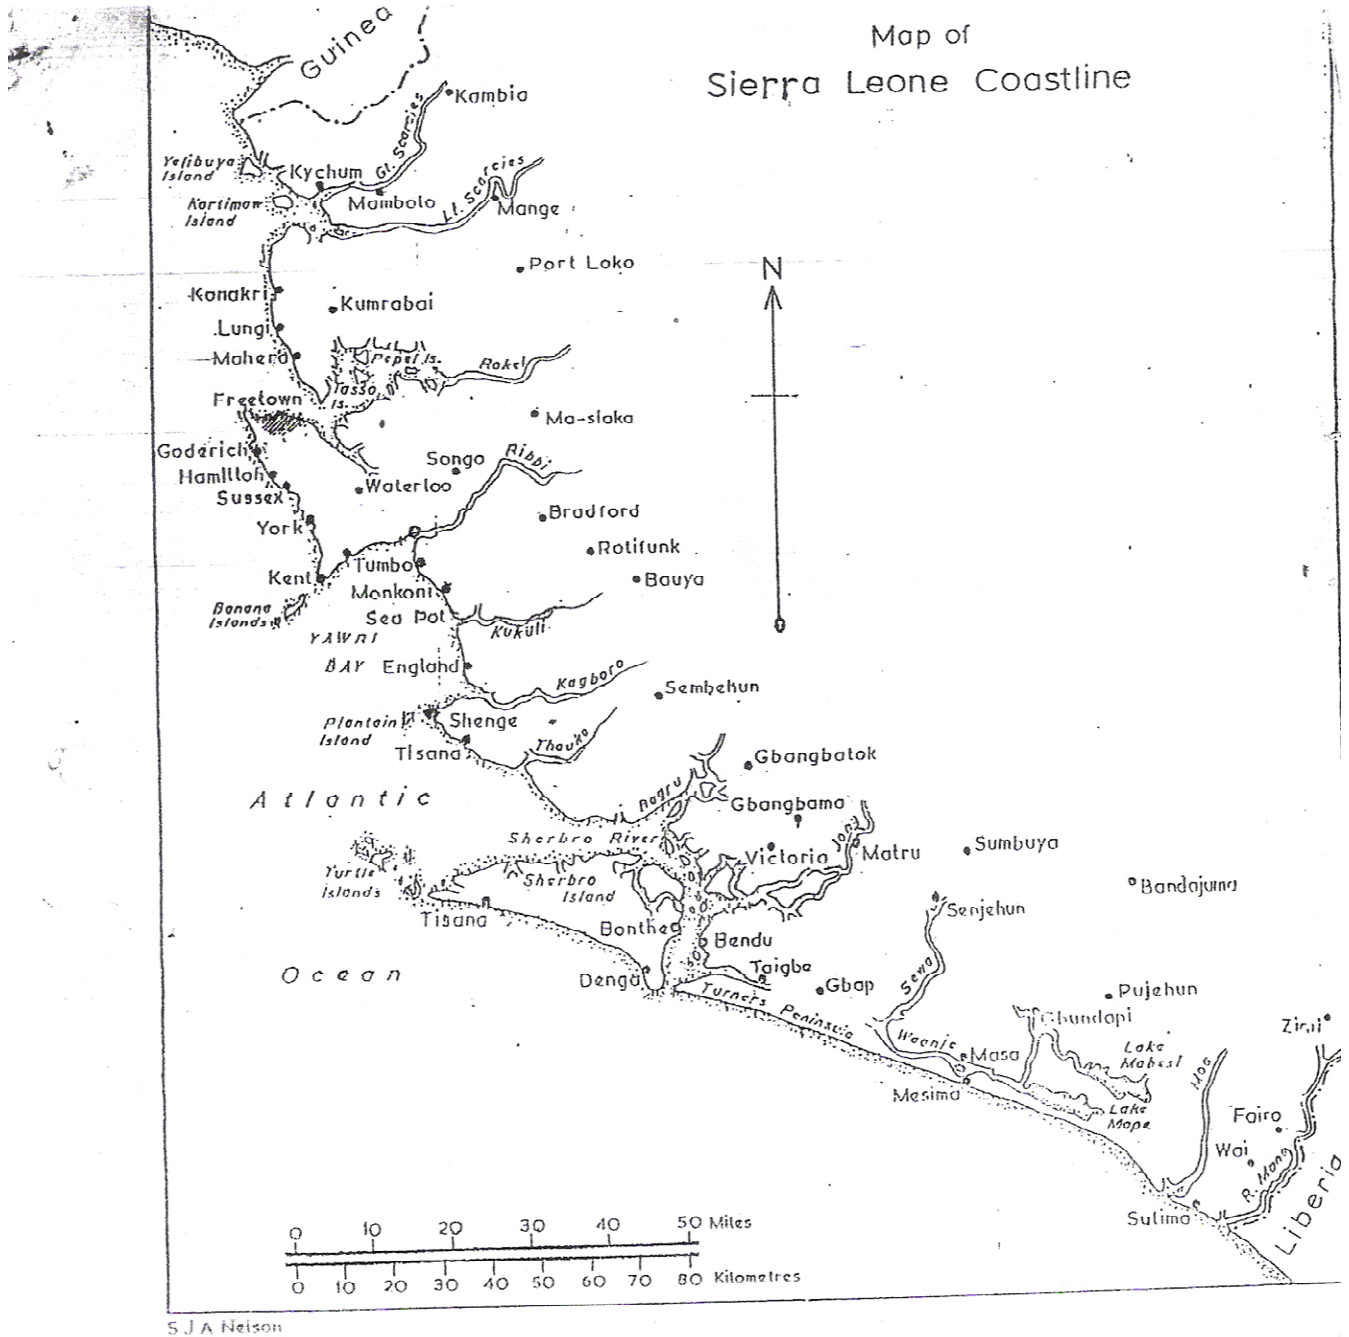 Map of
Sierra Leone Coastline
Guinea
Kambia
Gt. Scarcies
Yelibuya
Island
Kychum
Mambolo
Lt. Scarcies
Mange
Kortimaw
Island
N
Port Loko
Konakri
Kumrabai
Lungi
Mahera
Pepel Is.
Rokel
Tasso
Is.
Freetown
Ma-siaka
Goderich
Songo
Ribbi
Hamilton
Waterloo
Sussex
Bradford
York
Rotifunk
Tumbo
Kent
Bauya
Monkoni
Banana
Islands
Sea Pot
Kukuli
YAWRI
BAY
England
Kagboro
Sembehun
Plantain
Island
Shenge
Tisana
Thauka
Gbangbatok
Bagru
Gbangbama
Atlantic
Sherbro River
Jong
Victoria
Matru
Sumbuya
Turtle
Islands
Sherbro
Island
Bandajuma
Tisana
Senjehun
Bonthe
Bendu
Ocean
Denga
Taigbe
Gbap
Sewa
Pujehun
Turners Peninsula
Gbundapi
Zimi
Waanje
Masa
Lake
Mabesi
Mesima
Moa
Lake
Mape
Fairo
Wai
R. Mano
Sulima
Liberia
0 10 20 30 40 50 Miles
0 10 20 30 40 50 60 70 80 Kilometres
S J A Nelson